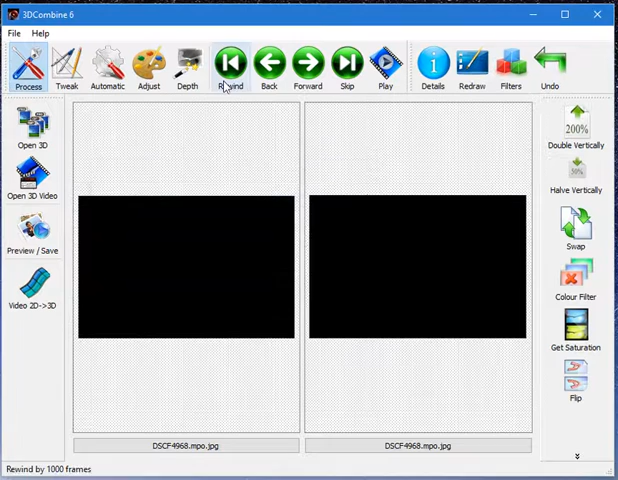 3DCombine 6
File Help
Process Tweak Automatic Adjust Depth Rewind Back Forward Skip Play Details Redraw Filters Undo
Open 3D
Open 3D Video
Preview / Save
Video 2D->3D
200%
Double Vertically
50%
Halve Vertically
Swap
Colour Filter
Get Saturation
Flip
DSCF4968.mpo.jpg DSCF4968.mpo.jpg
Rewind by 1000 frames